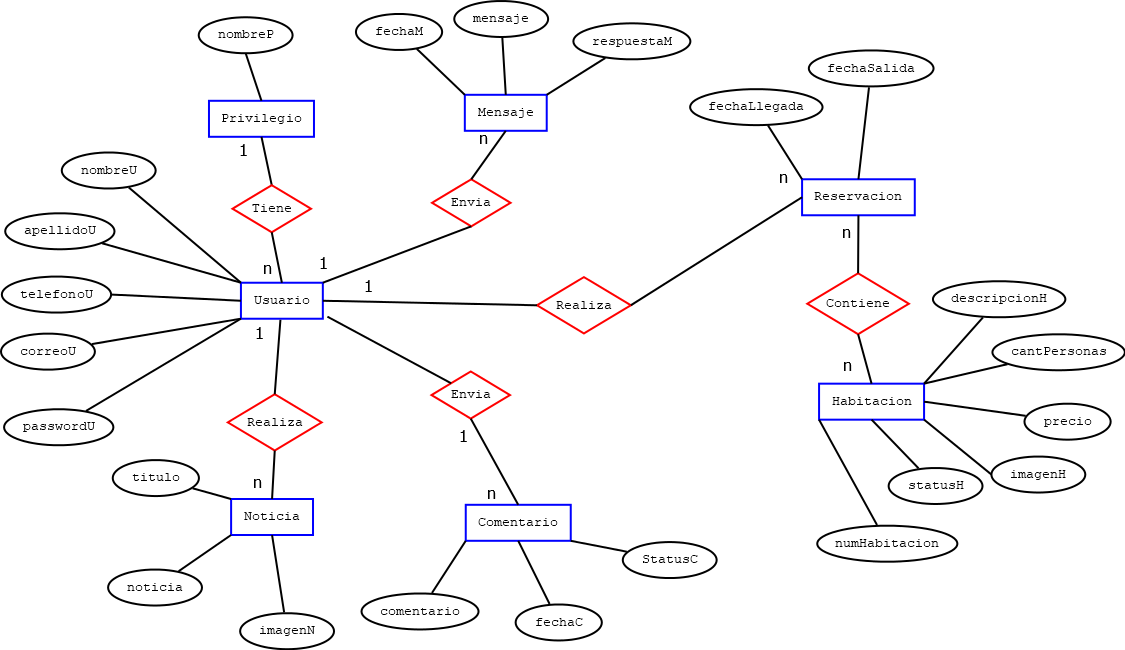 mensaje
nombreP
fechaM
respuestaM
fechaSalida
fechaLlegada
Privilegio
Mensaje
n
1
nombreU
n
Reservacion
Tiene
Envia
apellidoU
n
1
n
1
telefonoU
Usuario
Realiza
Contiene
descripcionH
1
correoU
cantPersonas
n
Envia
Habitacion
passwordU
Realiza
precio
1
titulo
n
imagenH
statusH
n
Noticia
Comentario
numHabitacion
StatusC
noticia
comentario
fechaC
imagenN